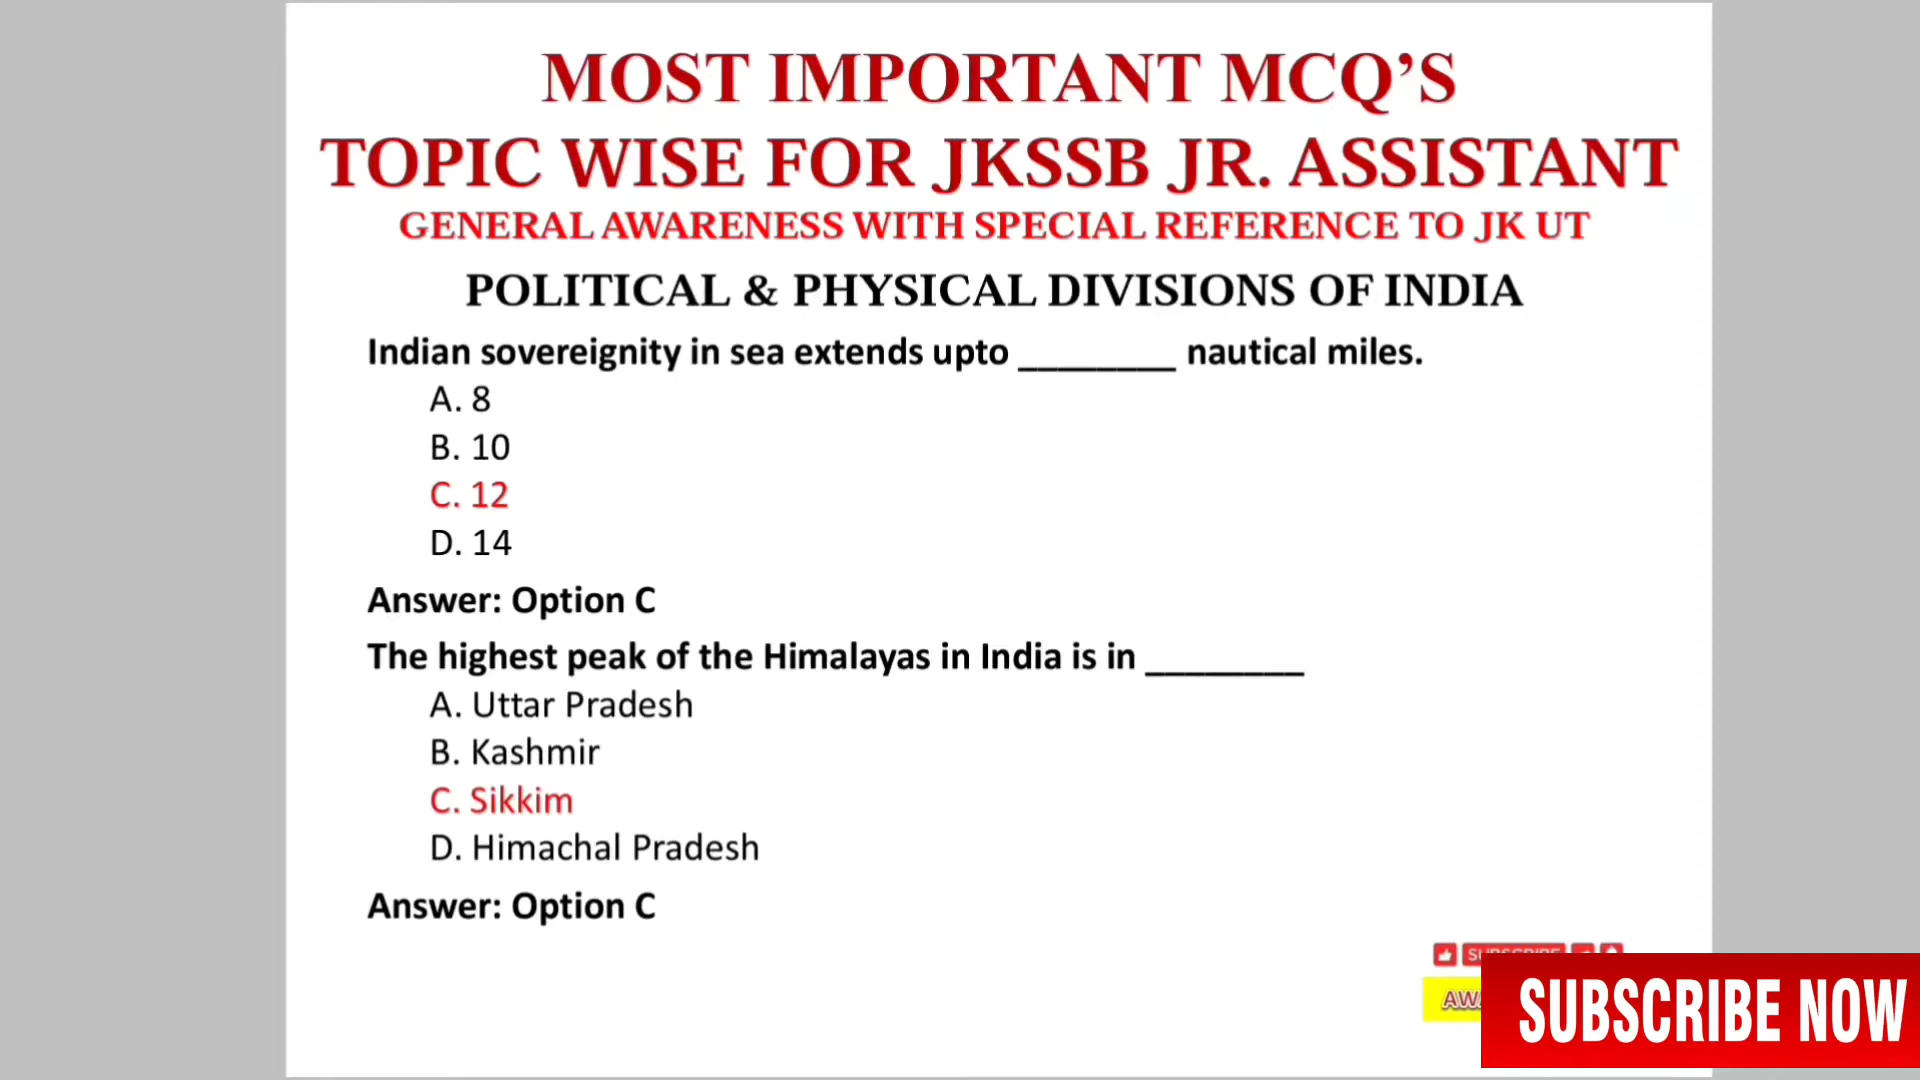 MOST IMPORTANT MCQ’S
TOPIC WISE FOR JKSSB JR. ASSISTANT
GENERAL AWARENESS WITH SPECIAL REFERENCE TO JK UT
POLITICAL & PHYSICAL DIVISIONS OF INDIA
Indian sovereignity in sea extends upto ________ nautical miles.
A. 8
B. 10
C. 12
D. 14
Answer: Option C
The highest peak of the Himalayas in India is in ________
A. Uttar Pradesh
B. Kashmir
C. Sikkim
D. Himachal Pradesh
Answer: Option C
SUBSCRIBE
SUBSCRIBE NOW